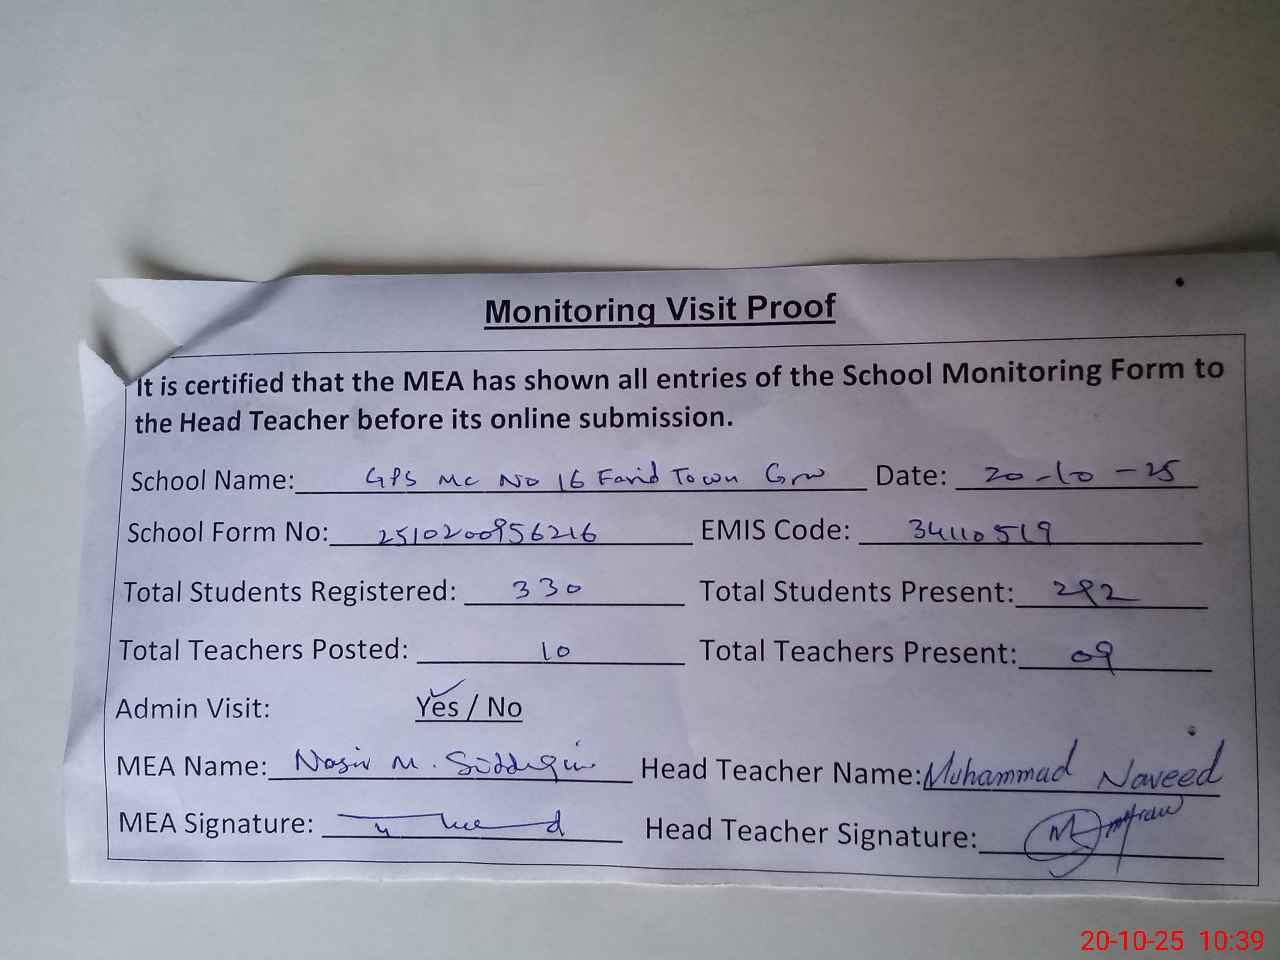 Monitoring Visit Proof
It is certified that the MEA has shown all entries of the School Monitoring Form to
the Head Teacher before its online submission.
School Name: GPS MC No 16 Farid Town Grw Date: 20-10-25
School Form No: 2510200956216 EMIS Code: 34110519
Total Students Registered: 330 Total Students Present: 292
Total Teachers Posted: 10 Total Teachers Present: 09
Admin Visit: Yes / No
MEA Name: Nasir M. Siddiqui Head Teacher Name: Muhammad Naveed
MEA Signature: Head Teacher Signature:
20-10-25 10:39